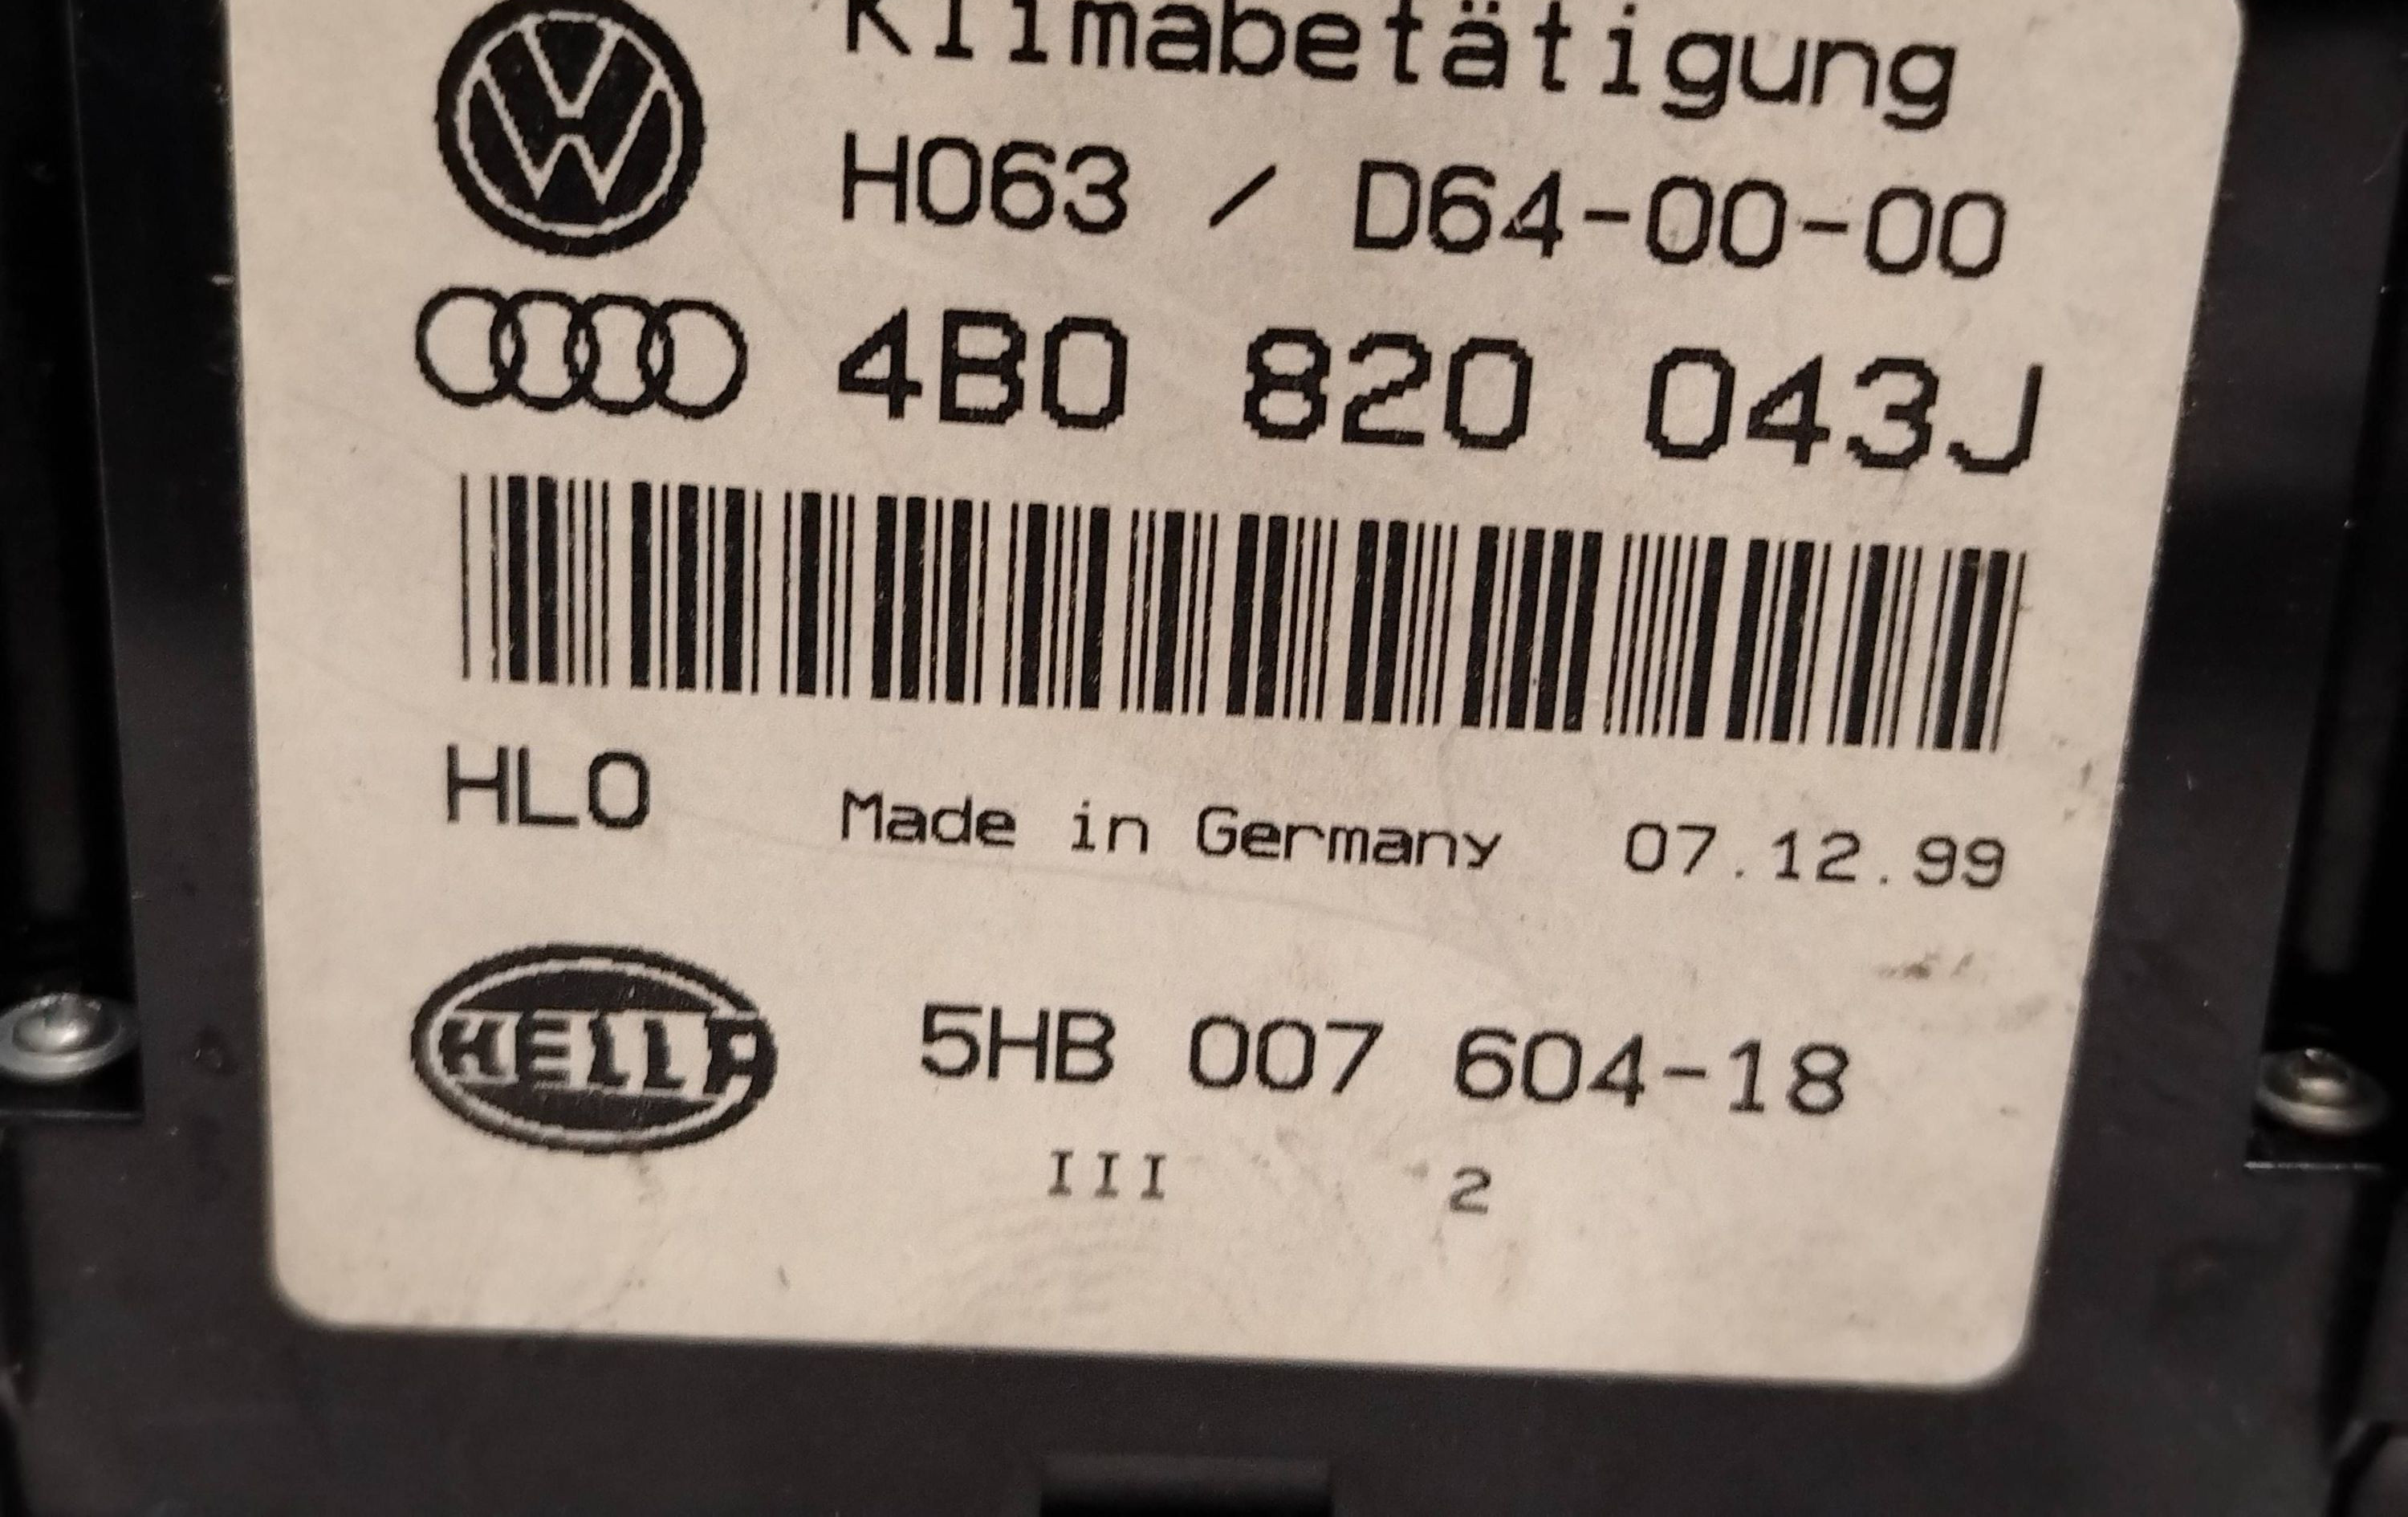 Klimabetätigung
H063 / D64-00-00
4B0 820 043J
HLO Made in Germany 07.12.99
HELLA 5HB 007 604-18
III 2